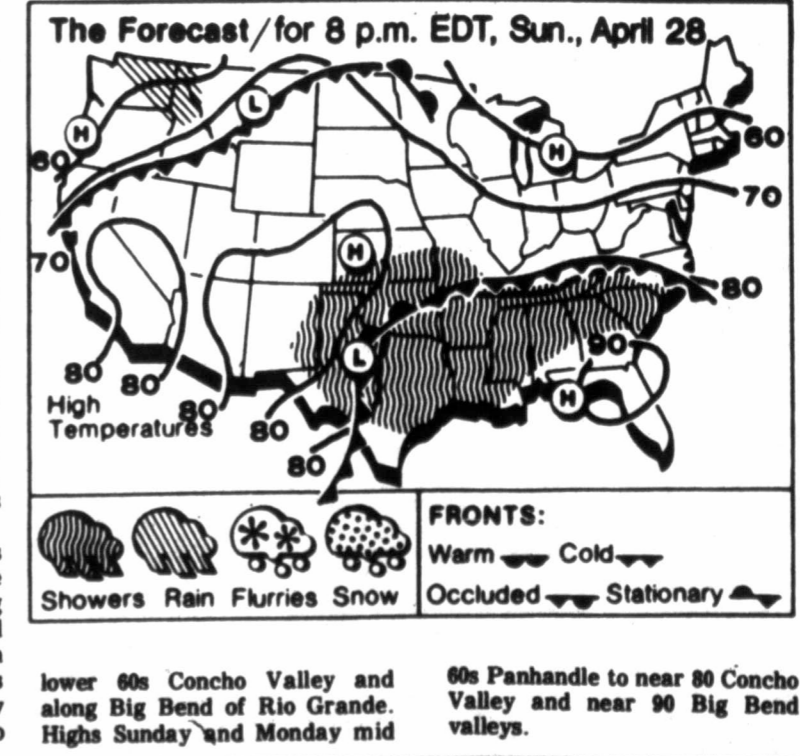 The Forecast/for 8 p.m. EDT, Sun., April 28
H
L
H
60
60
70
70
H
80
L
90
H
80
80
80
80
80
High
Temperatures
Showers Rain Flurries Snow
FRONTS:
Warm Cold
Occluded Stationary
lower 60s Concho Valley and
along Big Bend of Rio Grande.
Highs Sunday and Monday mid
60s Panhandle to near 80 Concho
Valley and near 90 Big Bend
valleys.